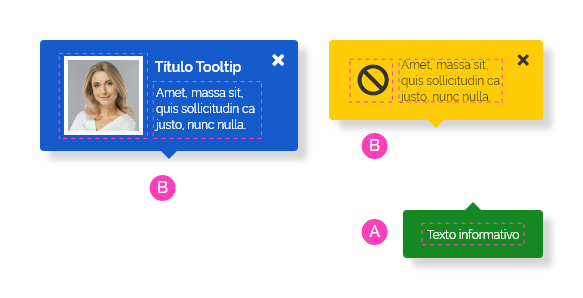 Título Tooltip
Amet, massa sit,
quis sollicitudin ca
justo, nunc nulla.
B
Amet, massa sit,
quis sollicitudin ca
justo, nunc nulla.
B
A
Texto informativo